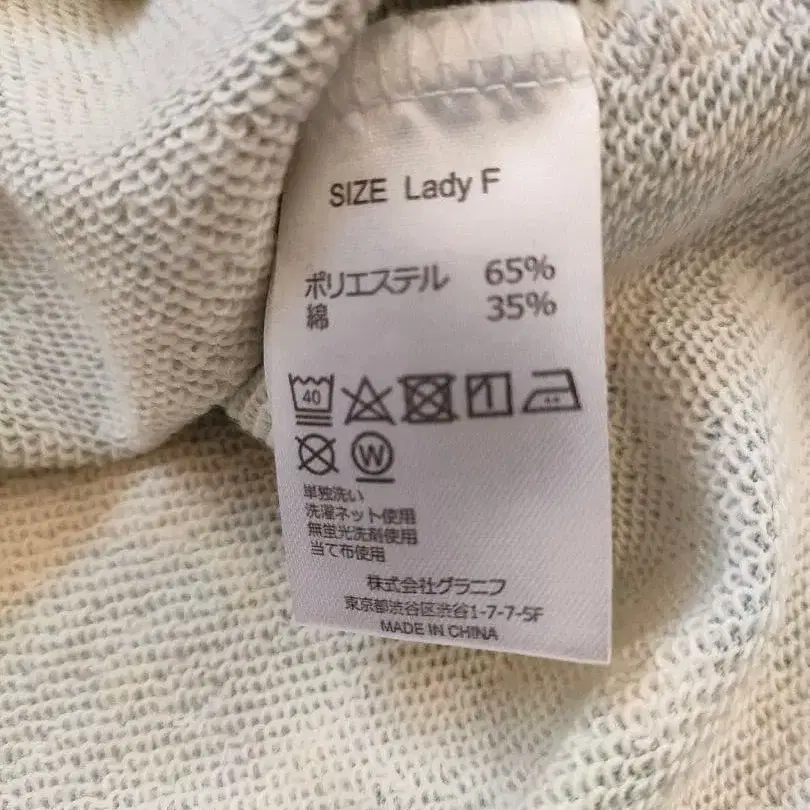 SIZE Lady F
ポリエステル 65%
綿 35%
40
W
単独洗い
洗濯ネット使用
無蛍光洗剤使用
当て布使用
株式会社グラニフ
東京都渋谷区渋谷1-7-7-5F
MADE IN CHINA